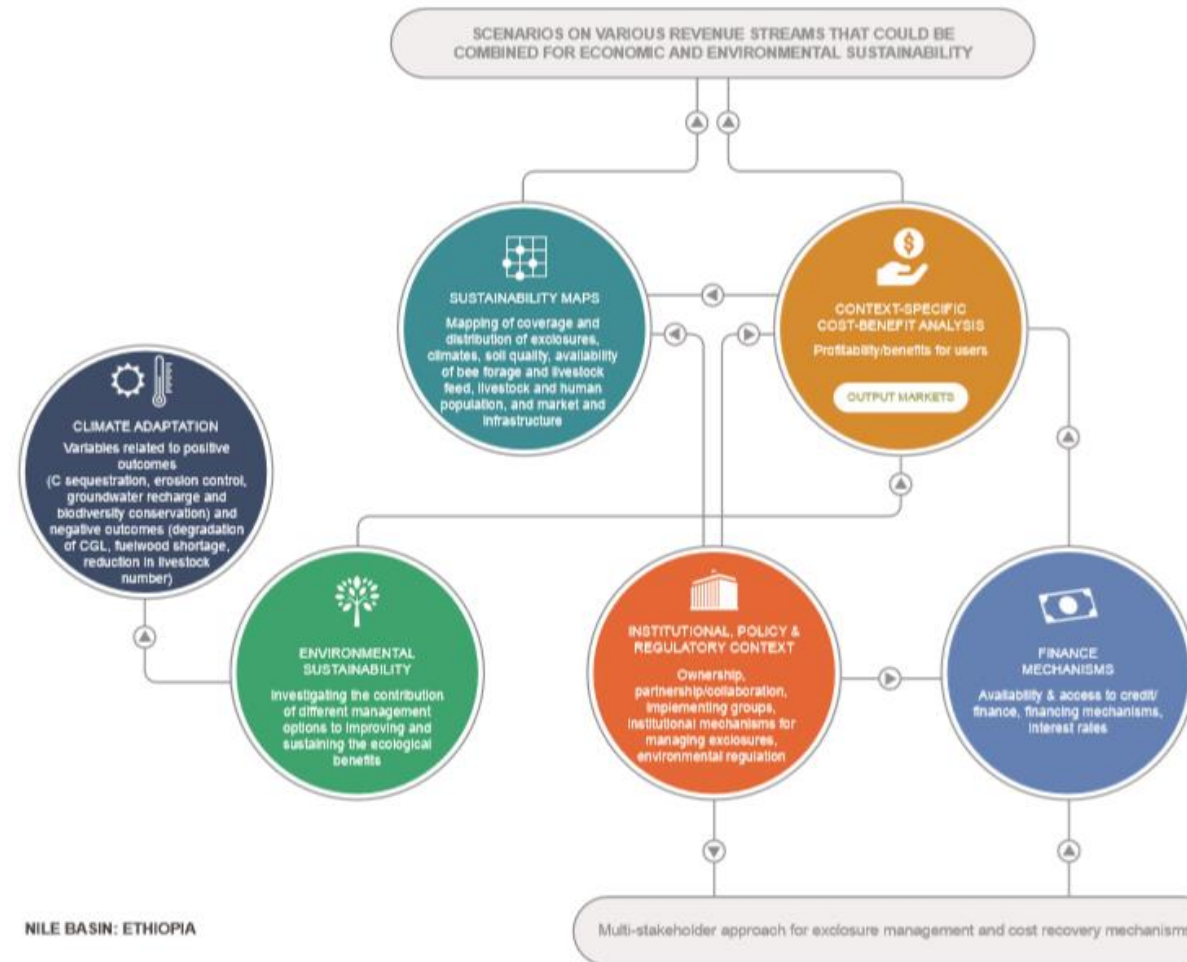 SCENARIOS ON VARIOUS REVENUE STREAMS THAT COULD BE
COMBINED FOR ECONOMIC AND ENVIRONMENTAL SUSTAINABILITY
SUSTAINABILITY MAPS
Mapping of coverage and
distribution of exclosures,
climates, soil quality, availability
of bee forage and livestock
feed, livestock and human
population, and market and
infrastructure
CONTEXT-SPECIFIC
COST-BENEFIT ANALYSIS
Profitability/benefits for users
OUTPUT MARKETS
CLIMATE ADAPTATION
Variables related to positive
outcomes
(C sequestration, erosion control,
groundwater recharge and
biodiversity conservation) and
negative outcomes (degradation
of CGL, fuelwood shortage,
reduction in livestock
number)
ENVIRONMENTAL
SUSTAINABILITY
Investigating the contribution
of different management
options to improving and
sustaining the ecological
benefits
INSTITUTIONAL, POLICY &
REGULATORY CONTEXT
Ownership,
partnership/collaboration,
implementing groups,
institutional mechanisms for
managing exclosures,
environmental regulation
FINANCE
MECHANISMS
Availability & access to credit/
finance, financing mechanisms,
interest rates
NILE BASIN: ETHIOPIA
Multi-stakeholder approach for exclosure management and cost recovery mechanisms